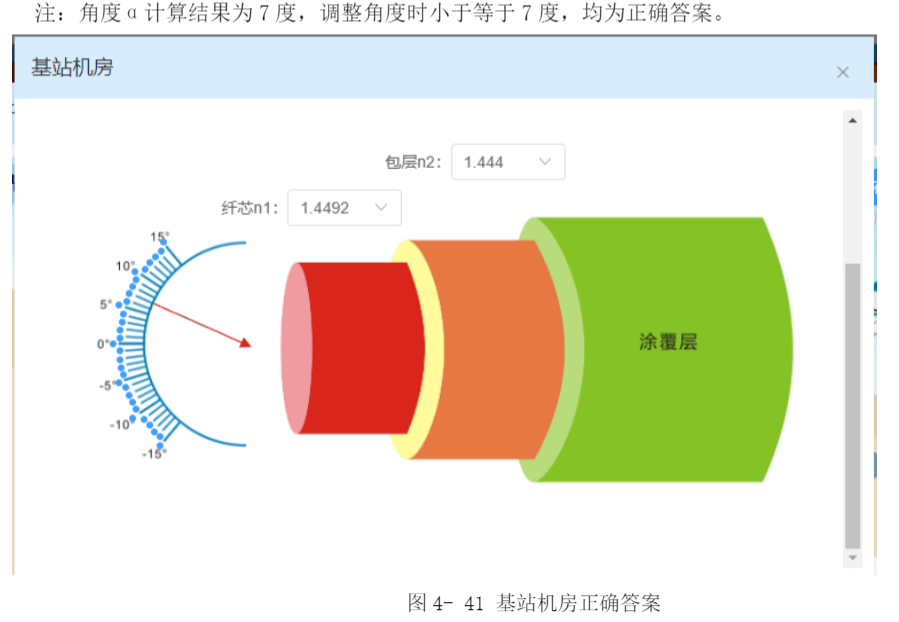 注：角度α计算结果为7度，调整角度时小于等于7度，均为正确答案。
基站机房
×
包层n2：
1.444
纤芯n1：
1.4492
15°
10°
5°
0°
-5°
-10°
-15°
涂覆层
图4- 41 基站机房正确答案